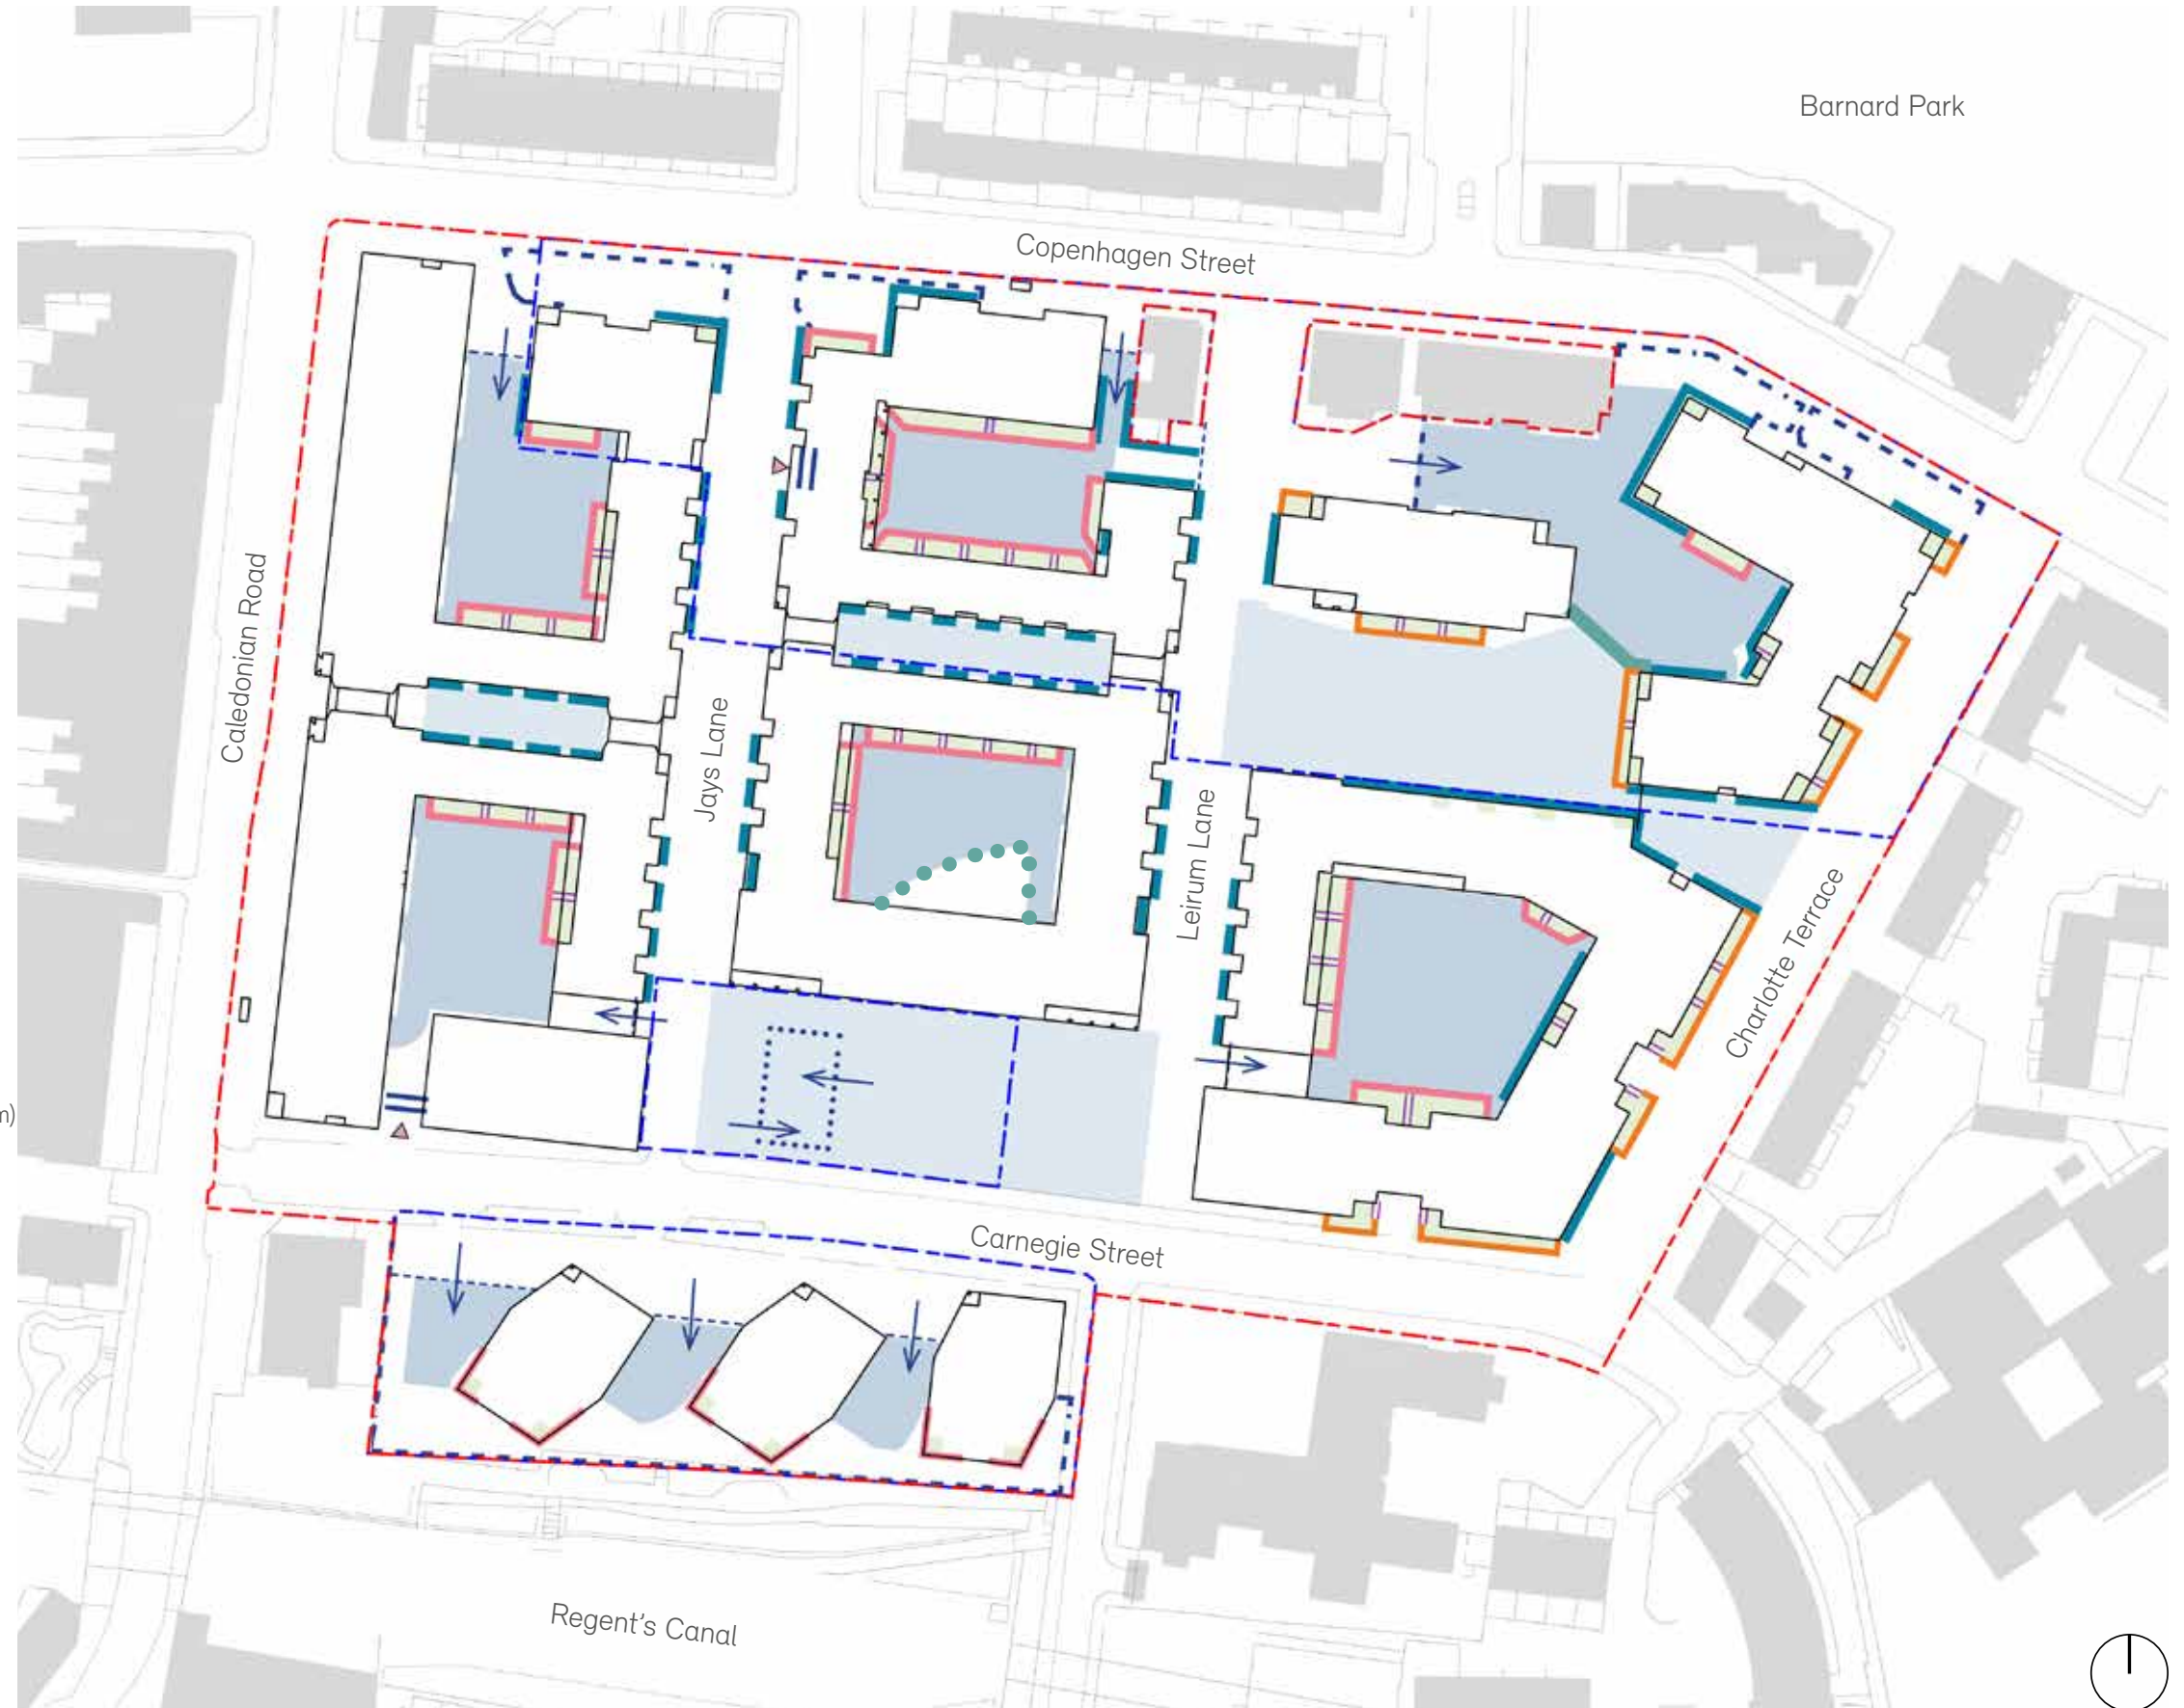 Barnard Park
Copenhagen Street
Caledonian Road
Jays Lane
Leirum Lane
Charlotte Terrace
n)
Carnegie Street
Regent's Canal